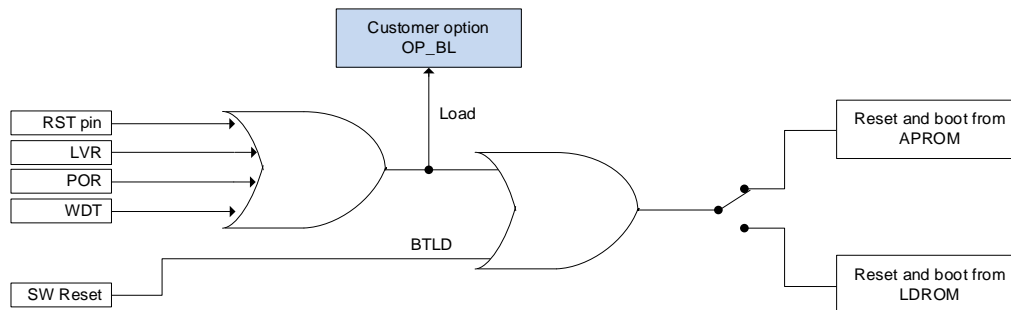 Customer option
OP_BL
Load
RST pin
LVR
POR
WDT
BTLD
SW Reset
Reset and boot from
APROM
Reset and boot from
LDROM